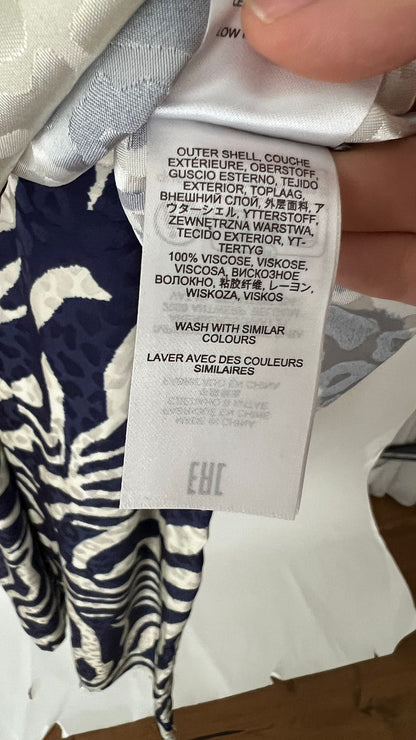 LOW
OUTER SHELL, COUCHE
EXTÉRIEURE, OBERSTOFF,
GUSCIO ESTERNO, TEJIDO
EXTERIOR, TOPLAAG,
ВНЕШНИЙ СЛОЙ, 外层面料, ア
ウターシェル, YTTERSTOFF,
ZEWNĘTRZNA WARSTWA,
TECIDO EXTERIOR, YT-
TERTYG
100% VISCOSE, VISKOSE,
VISCOSA, ВИСКОЗНОЕ
ВОЛОКНО, 粘胶纤维, レーヨン,
WISKOZA, VISKOS
WASH WITH SIMILAR
COLOURS
LAVER AVEC DES COULEURS
SIMILAIRES
EAC